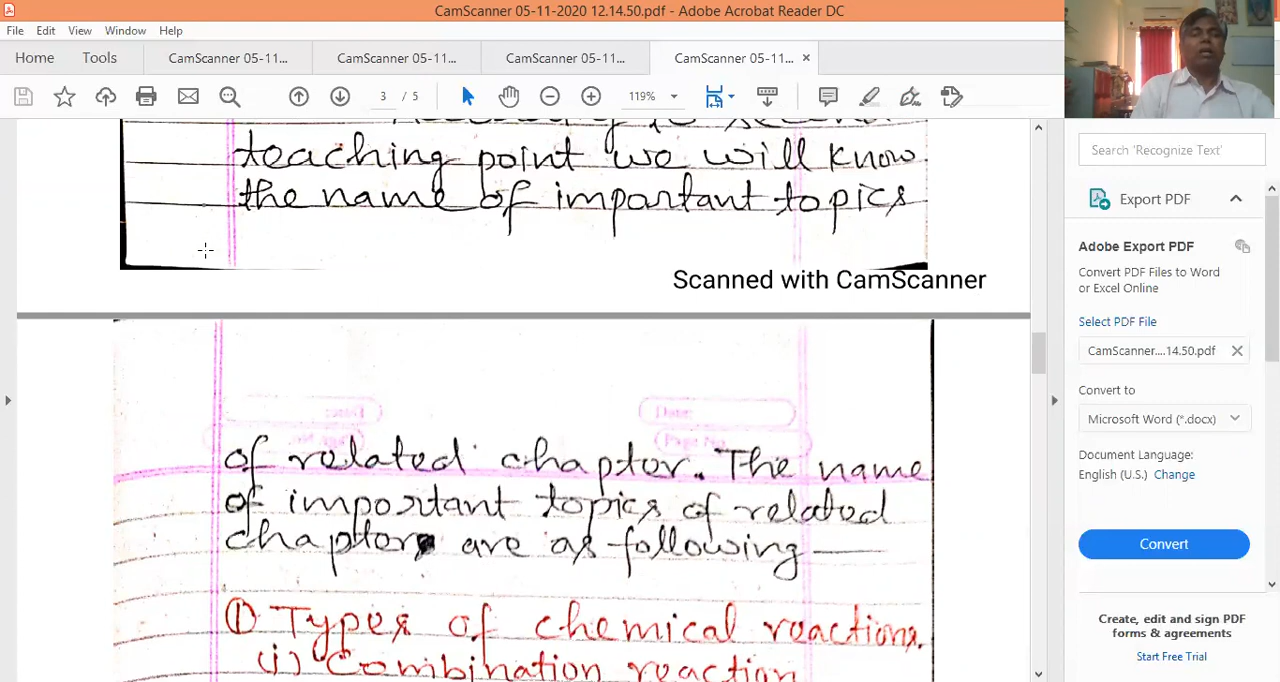 CamScanner 05-11-2020 12.14.50.pdf - Adobe Acrobat Reader DC
File Edit View Window Help
Home Tools CamScanner 05-11... CamScanner 05-11... CamScanner 05-11... CamScanner 05-11... ×
3 / 5 119%
teaching point we will know
the name of important topics
Scanned with CamScanner
of related chapter. The name
of important topics of related
chapter are as following —
① Types of chemical reactions.
(i) Combination reaction
Search 'Recognize Text'
Export PDF
Adobe Export PDF
Convert PDF Files to Word
or Excel Online
Select PDF File
CamScanner....14.50.pdf
Convert to
Microsoft Word (*.docx)
Document Language:
English (U.S.) Change
Convert
Create, edit and sign PDF
forms & agreements
Start Free Trial